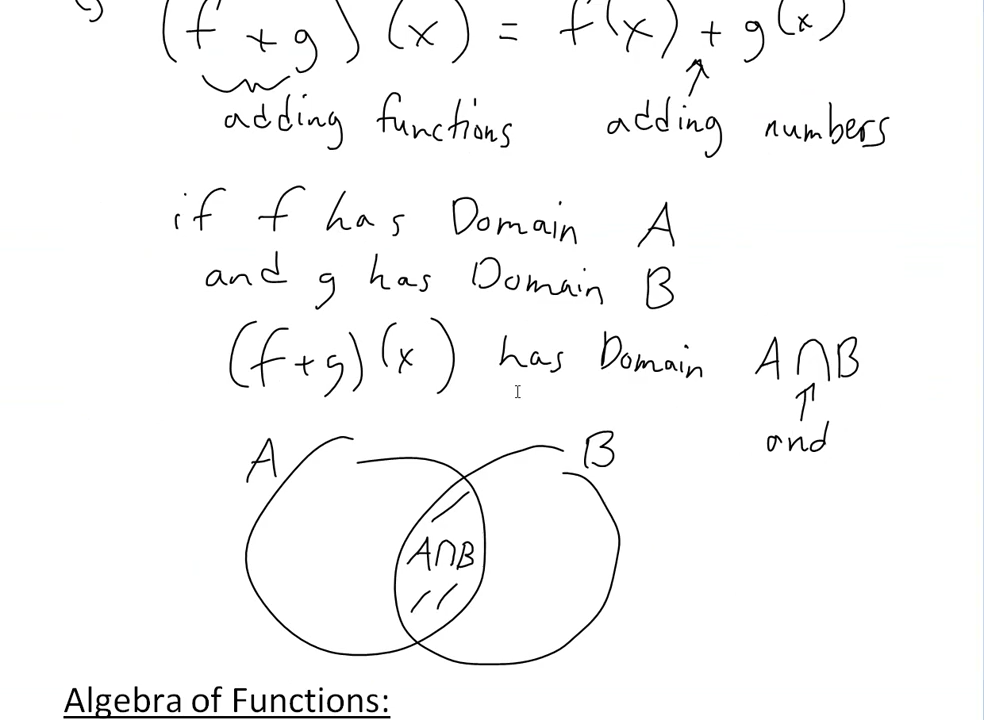 (f + g) (x) = f(x) + g(x)
↑
adding functions adding numbers
if f has Domain A
and g has Domain B
(f+g)(x) has Domain A∩B
↑
and
A B
A∩B
Algebra of Functions: